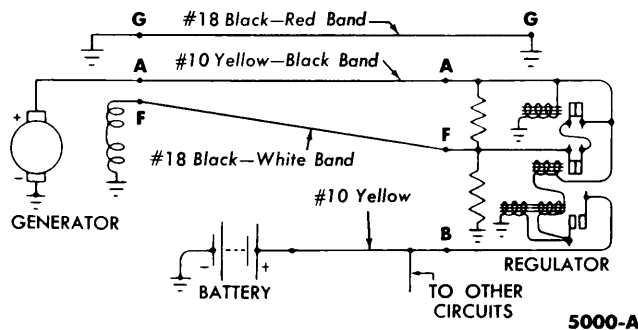 #18 Black—Red Band
G
G
A
#10 Yellow—Black Band
A
+
F
F
#18 Black—White Band
-
GENERATOR
#10 Yellow
B
- +
BATTERY
REGULATOR
TO OTHER
CIRCUITS
5000-A